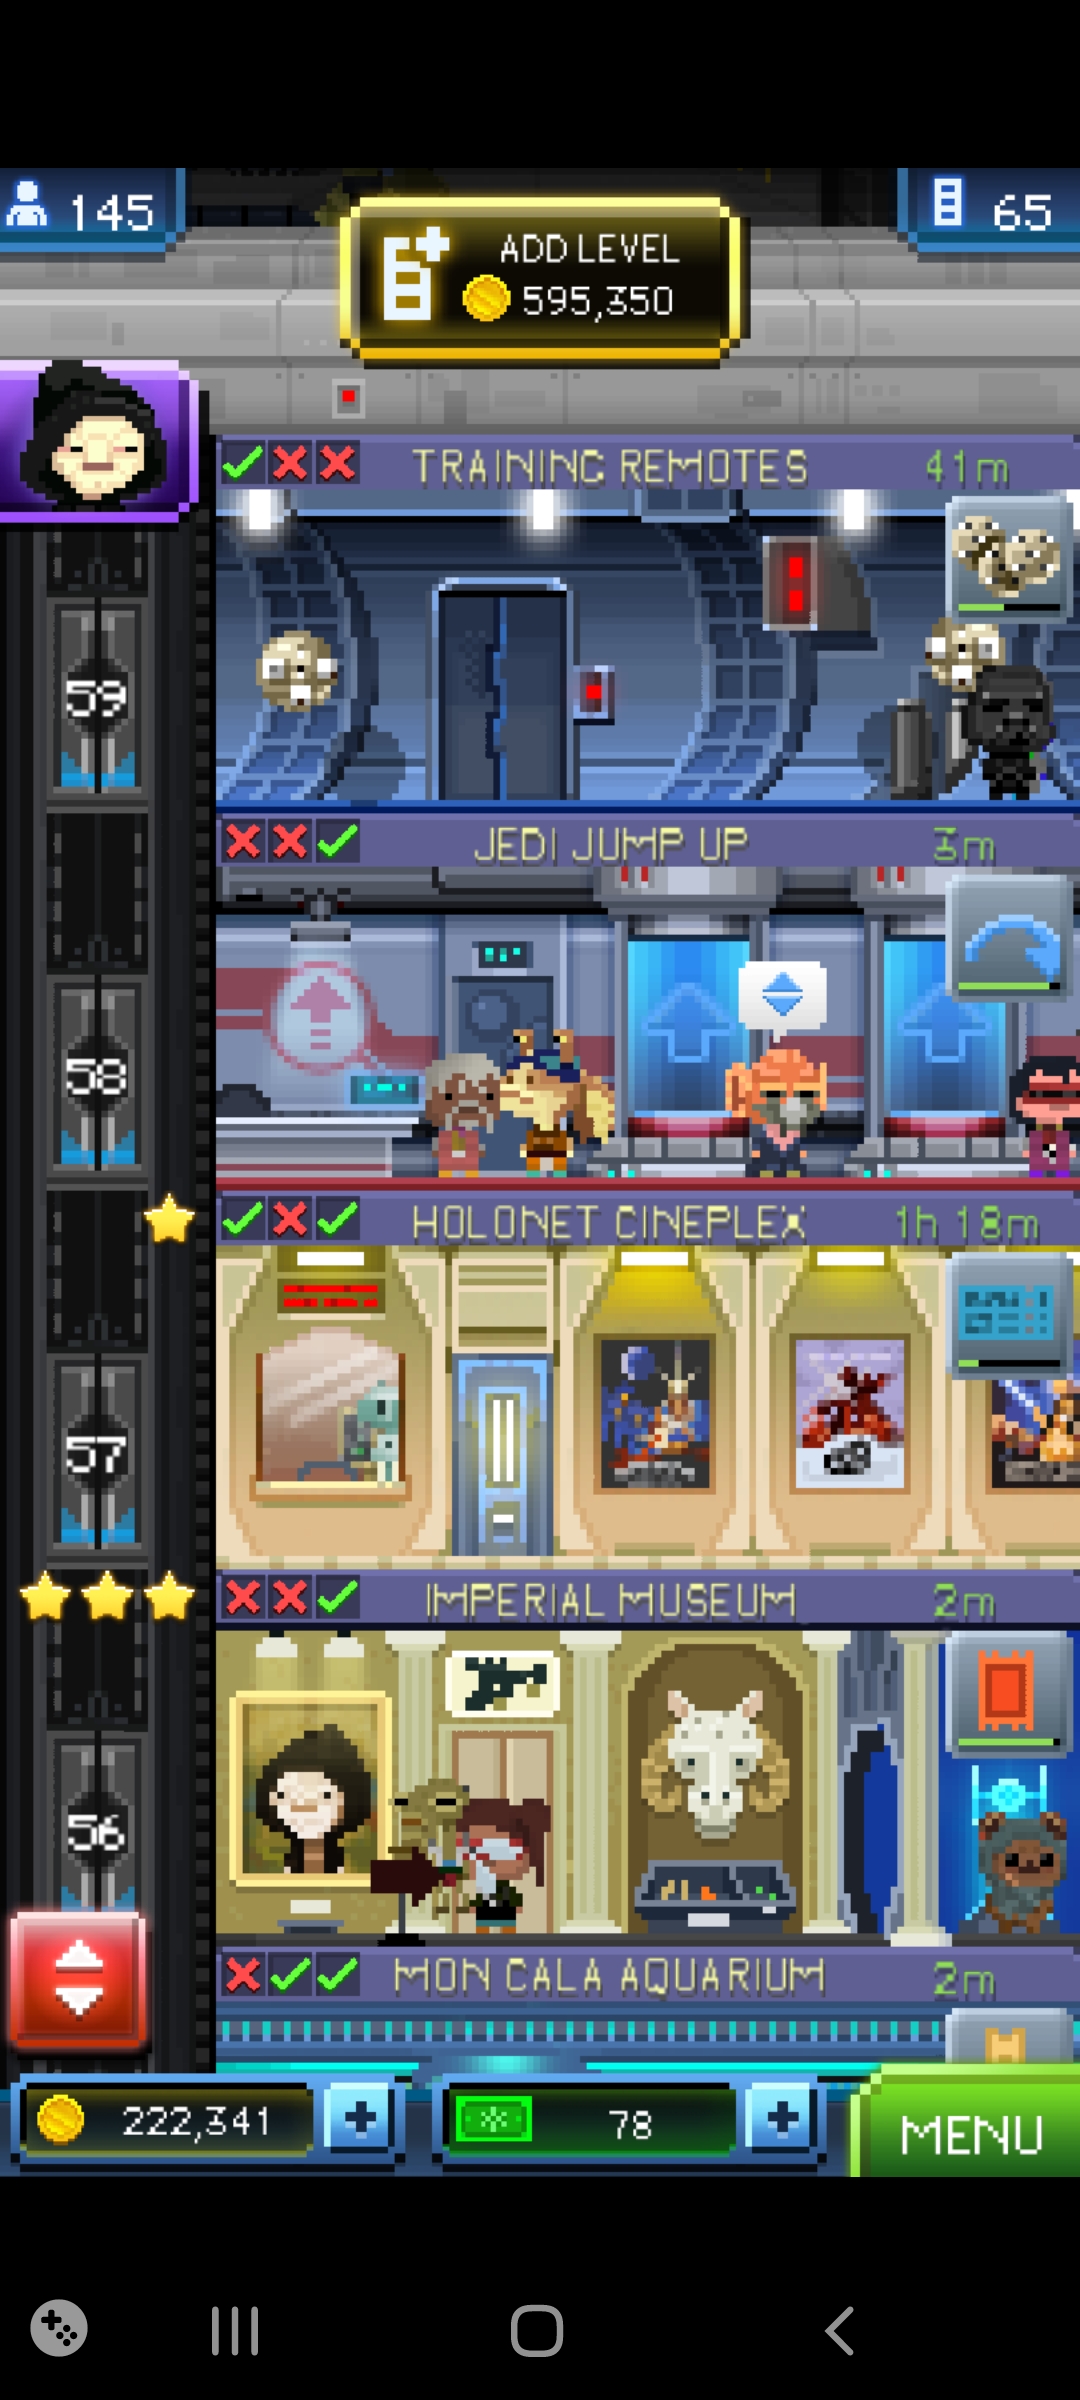 145
ADD LEVEL
595,350
65
TRAINING REMOTES 41m
59
JEDI JUMP UP 3m
58
HOLONET CINEPLEX 1h 18m
57
IMPERIAL MUSEUM 2m
56
MON CALA AQUARIUM 2m
222,341
78
MENU